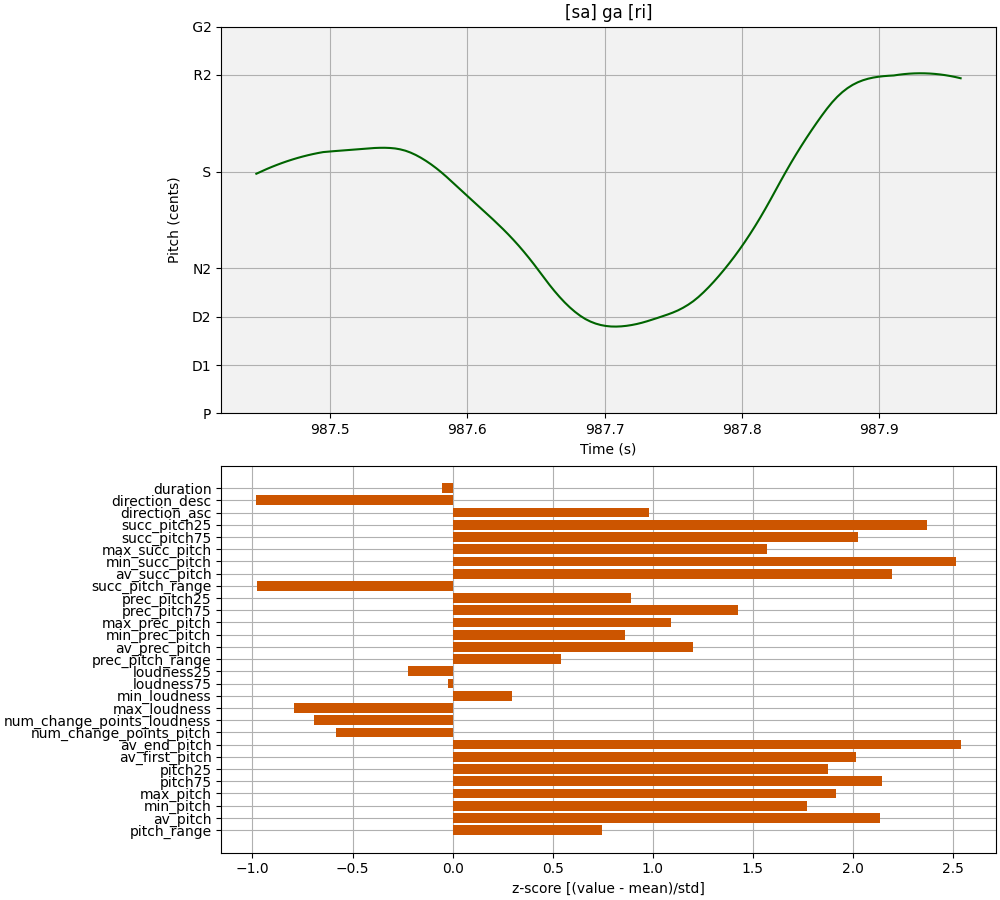 [sa] ga [ri]
G2
R2
S
N2
D2
D1
P
Pitch (cents)
987.5 987.6 987.7 987.8 987.9
Time (s)
duration
direction_desc
direction_asc
succ_pitch25
succ_pitch75
max_succ_pitch
min_succ_pitch
av_succ_pitch
succ_pitch_range
prec_pitch25
prec_pitch75
max_prec_pitch
min_prec_pitch
av_prec_pitch
prec_pitch_range
loudness25
loudness75
min_loudness
max_loudness
num_change_points_loudness
num_change_points_pitch
av_end_pitch
av_first_pitch
pitch25
pitch75
max_pitch
min_pitch
av_pitch
pitch_range
−1.0 −0.5 0.0 0.5 1.0 1.5 2.0 2.5
z-score [(value - mean)/std]